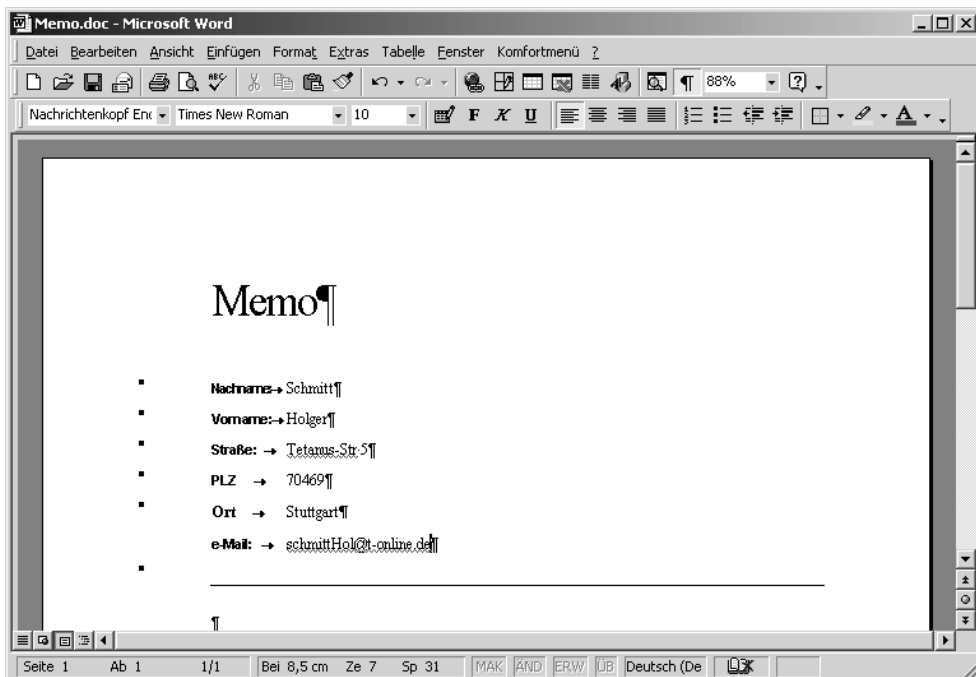 Memo.doc - Microsoft Word
Datei Bearbeiten Ansicht Einfügen Format Extras Tabelle Fenster Komfortmenü ?
ABC ¶ 88% ?
Nachrichtenkopf En Times New Roman 10 F K U A
Memo¶
Nachname:→Schmitt¶
Vorname:→Holger¶
Straße: → Tetanus-Str·5¶
PLZ → 70469¶
Ort → Stuttgart¶
e-Mail: → schmittHol@t-online.de¶
¶
Seite 1 Ab 1 1/1 Bei 8,5 cm Ze 7 Sp 31 MAK ÄND ERW ÜB Deutsch (De